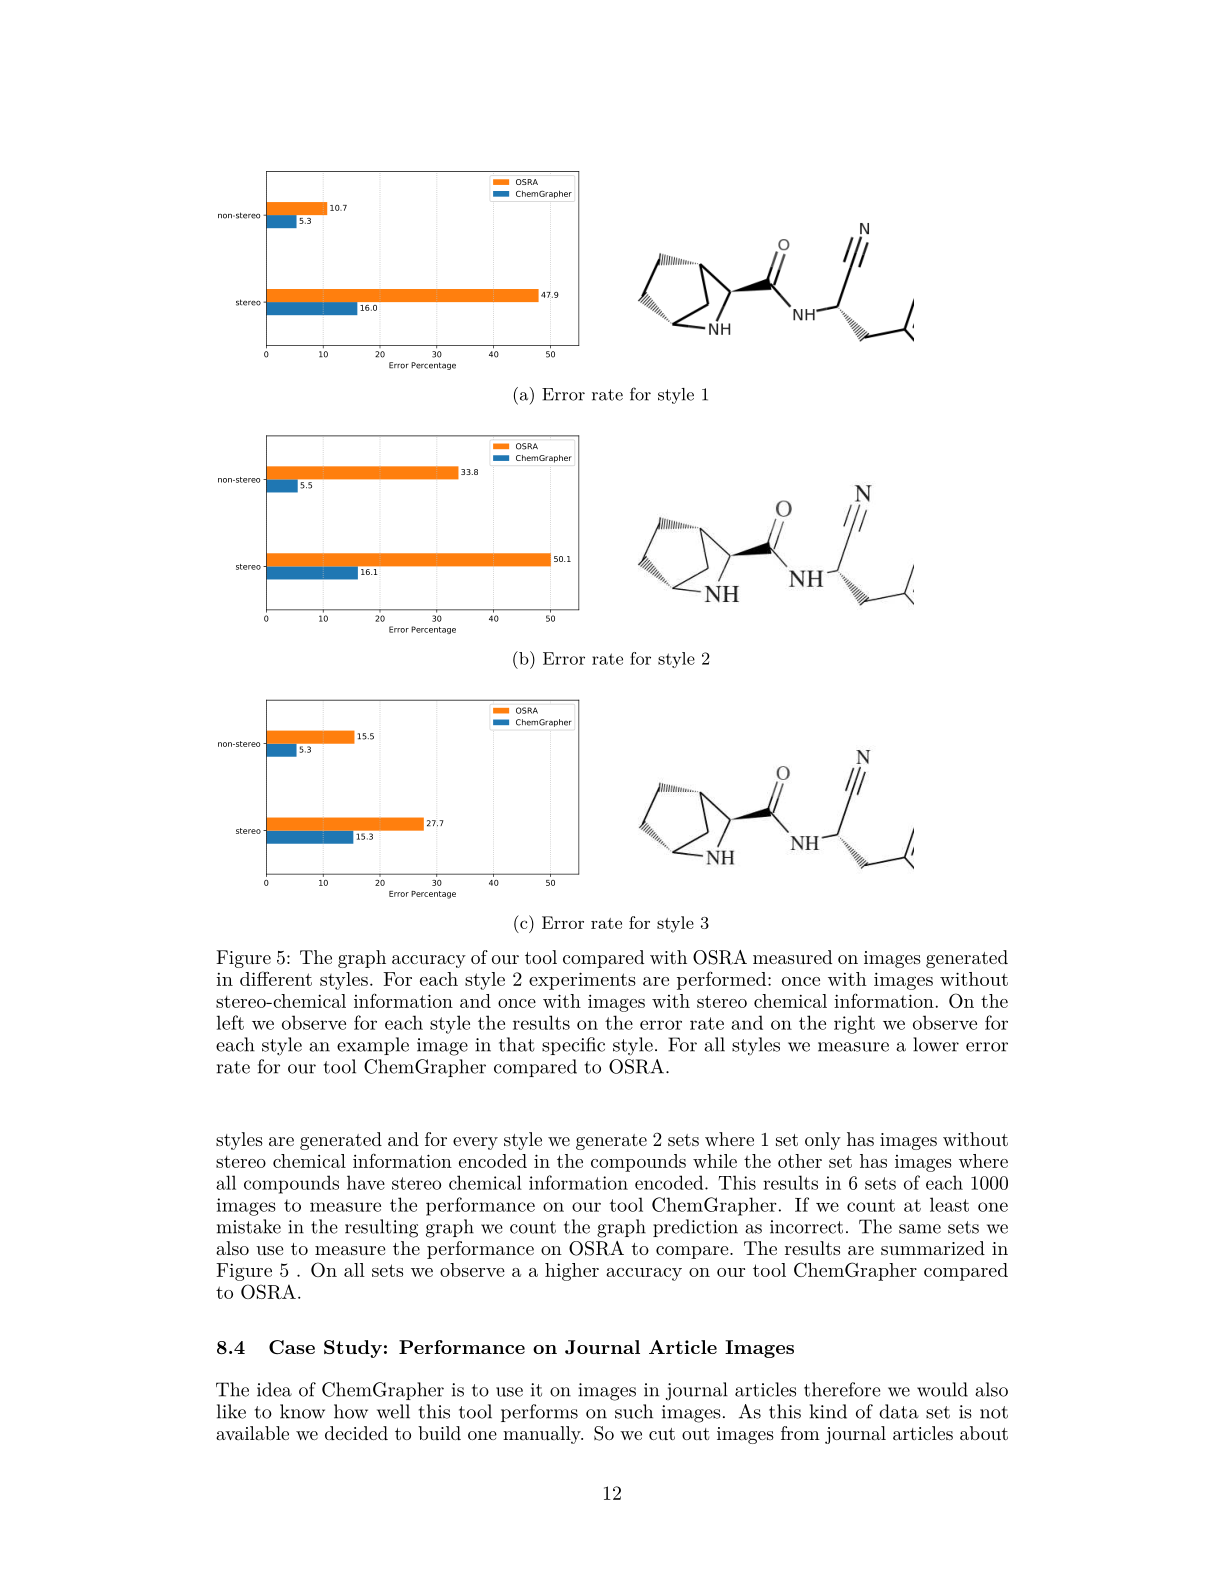 OSRA
ChemGrapher
non-stereo
10.7
5.3
stereo
47.9
16.0
0 10 20 30 40 50
Error Percentage
N
O
NH
NH
(a) Error rate for style 1
OSRA
ChemGrapher
non-stereo
33.8
5.5
stereo
50.1
16.1
0 10 20 30 40 50
Error Percentage
N
O
NH
NH
(b) Error rate for style 2
OSRA
ChemGrapher
non-stereo
15.5
5.3
stereo
27.7
15.3
0 10 20 30 40 50
Error Percentage
N
O
NH
NH
(c) Error rate for style 3
Figure 5: The graph accuracy of our tool compared with OSRA measured on images generated
in different styles. For each style 2 experiments are performed: once with images without
stereo-chemical information and once with images with stereo chemical information. On the
left we observe for each style the results on the error rate and on the right we observe for
each style an example image in that specific style. For all styles we measure a lower error
rate for our tool ChemGrapher compared to OSRA.
styles are generated and for every style we generate 2 sets where 1 set only has images without
stereo chemical information encoded in the compounds while the other set has images where
all compounds have stereo chemical information encoded. This results in 6 sets of each 1000
images to measure the performance on our tool ChemGrapher. If we count at least one
mistake in the resulting graph we count the graph prediction as incorrect. The same sets we
also use to measure the performance on OSRA to compare. The results are summarized in
Figure 5 . On all sets we observe a a higher accuracy on our tool ChemGrapher compared
to OSRA.
8.4 Case Study: Performance on Journal Article Images
The idea of ChemGrapher is to use it on images in journal articles therefore we would also
like to know how well this tool performs on such images. As this kind of data set is not
available we decided to build one manually. So we cut out images from journal articles about
12